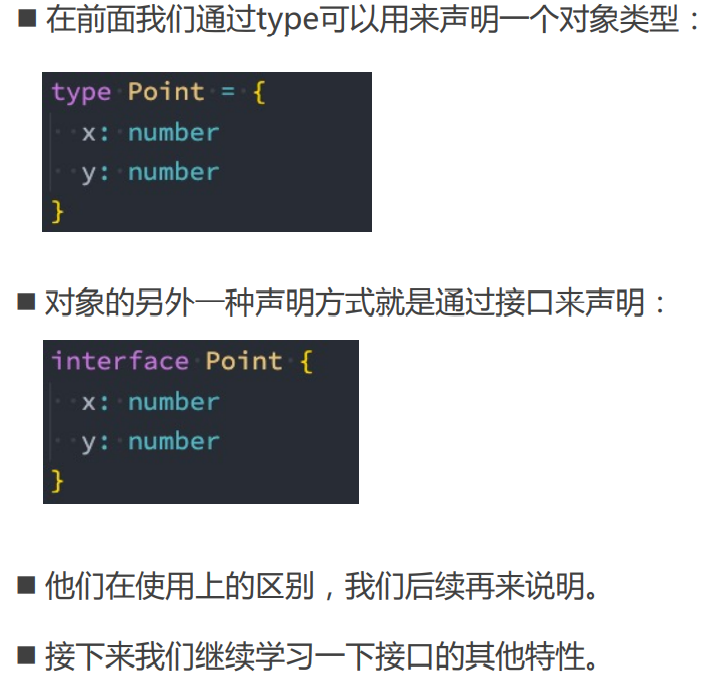 ■ 在前面我们通过type可以用来声明一个对象类型：
type Point = {
  x: number
  y: number
}
■ 对象的另外一种声明方式就是通过接口来声明：
interface Point {
  x: number
  y: number
}
■ 他们在使用上的区别，我们后续再来说明。
■ 接下来我们继续学习一下接口的其他特性。